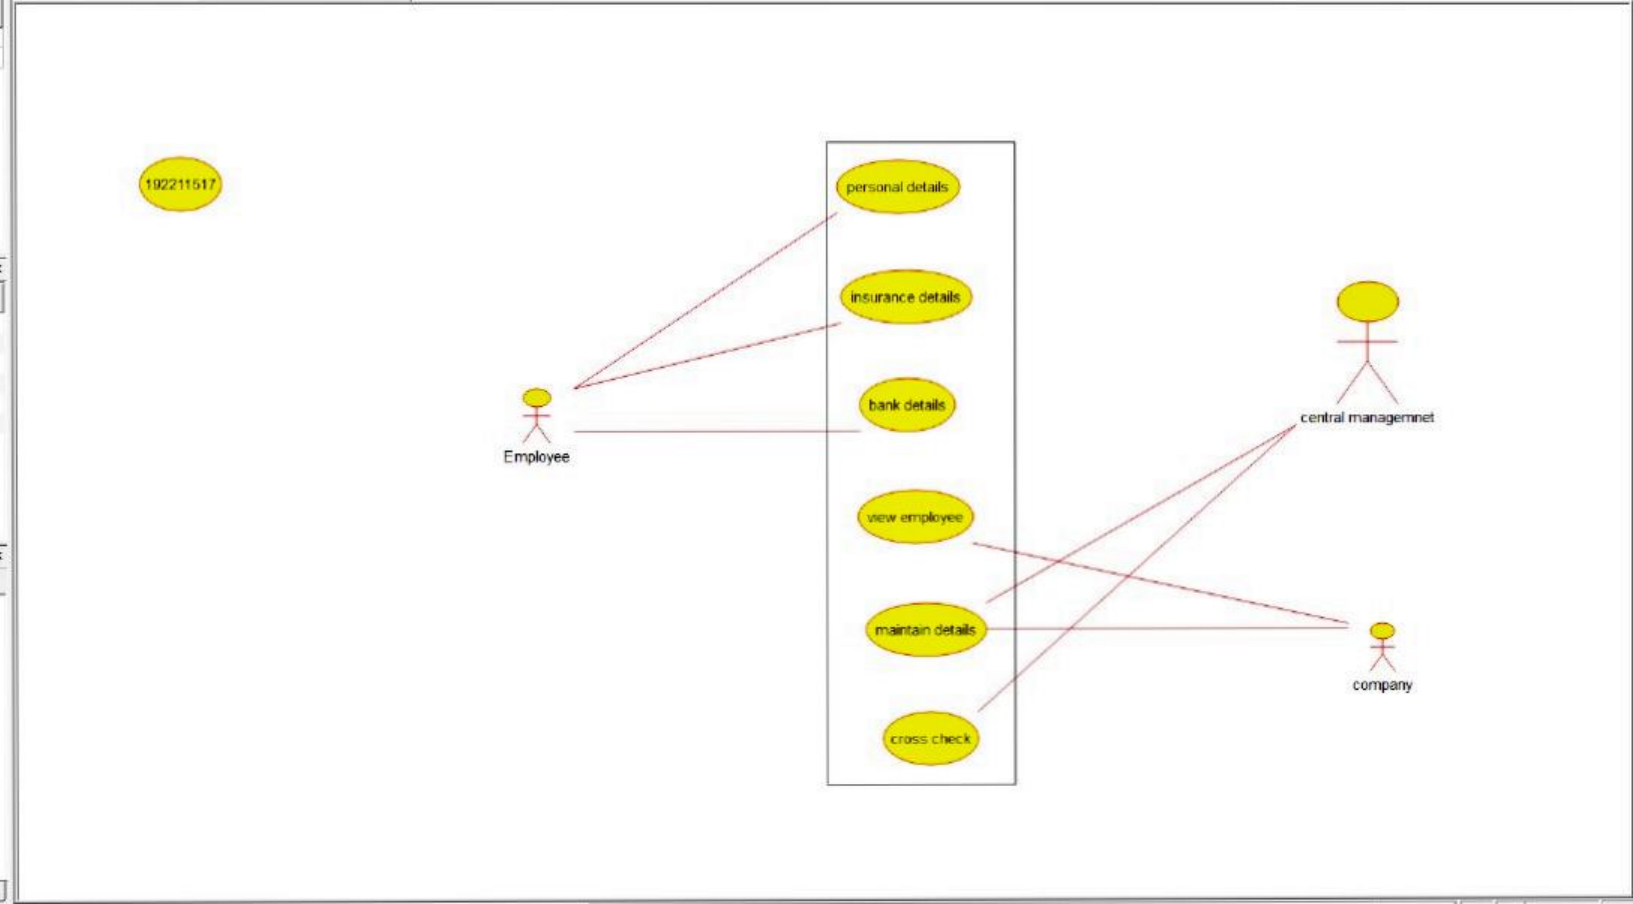 192211517
personal details
insurance details
bank details
view employee
maintain details
cross check
Employee
central managemnet
company